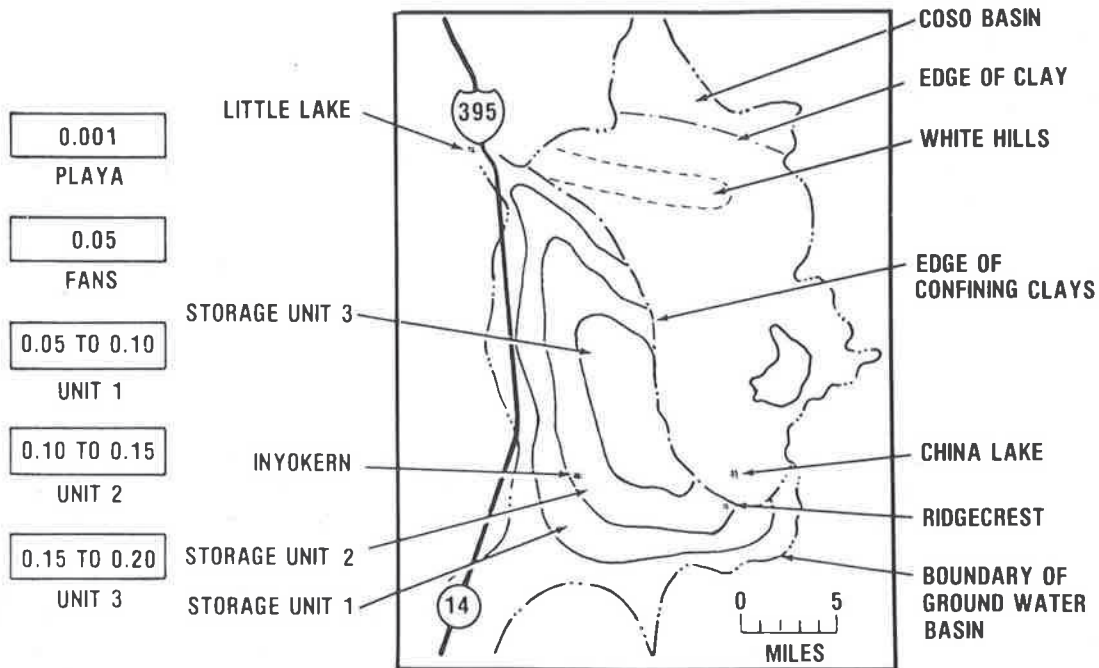 0.001
PLAYA
0.05
FANS
0.05 TO 0.10
UNIT 1
0.10 TO 0.15
UNIT 2
0.15 TO 0.20
UNIT 3
LITTLE LAKE
395
STORAGE UNIT 3
INYOKERN
STORAGE UNIT 2
STORAGE UNIT 1
14
COSO BASIN
EDGE OF CLAY
WHITE HILLS
EDGE OF
CONFINING CLAYS
CHINA LAKE
RIDGECREST
BOUNDARY OF
GROUND WATER
BASIN
0 5
MILES